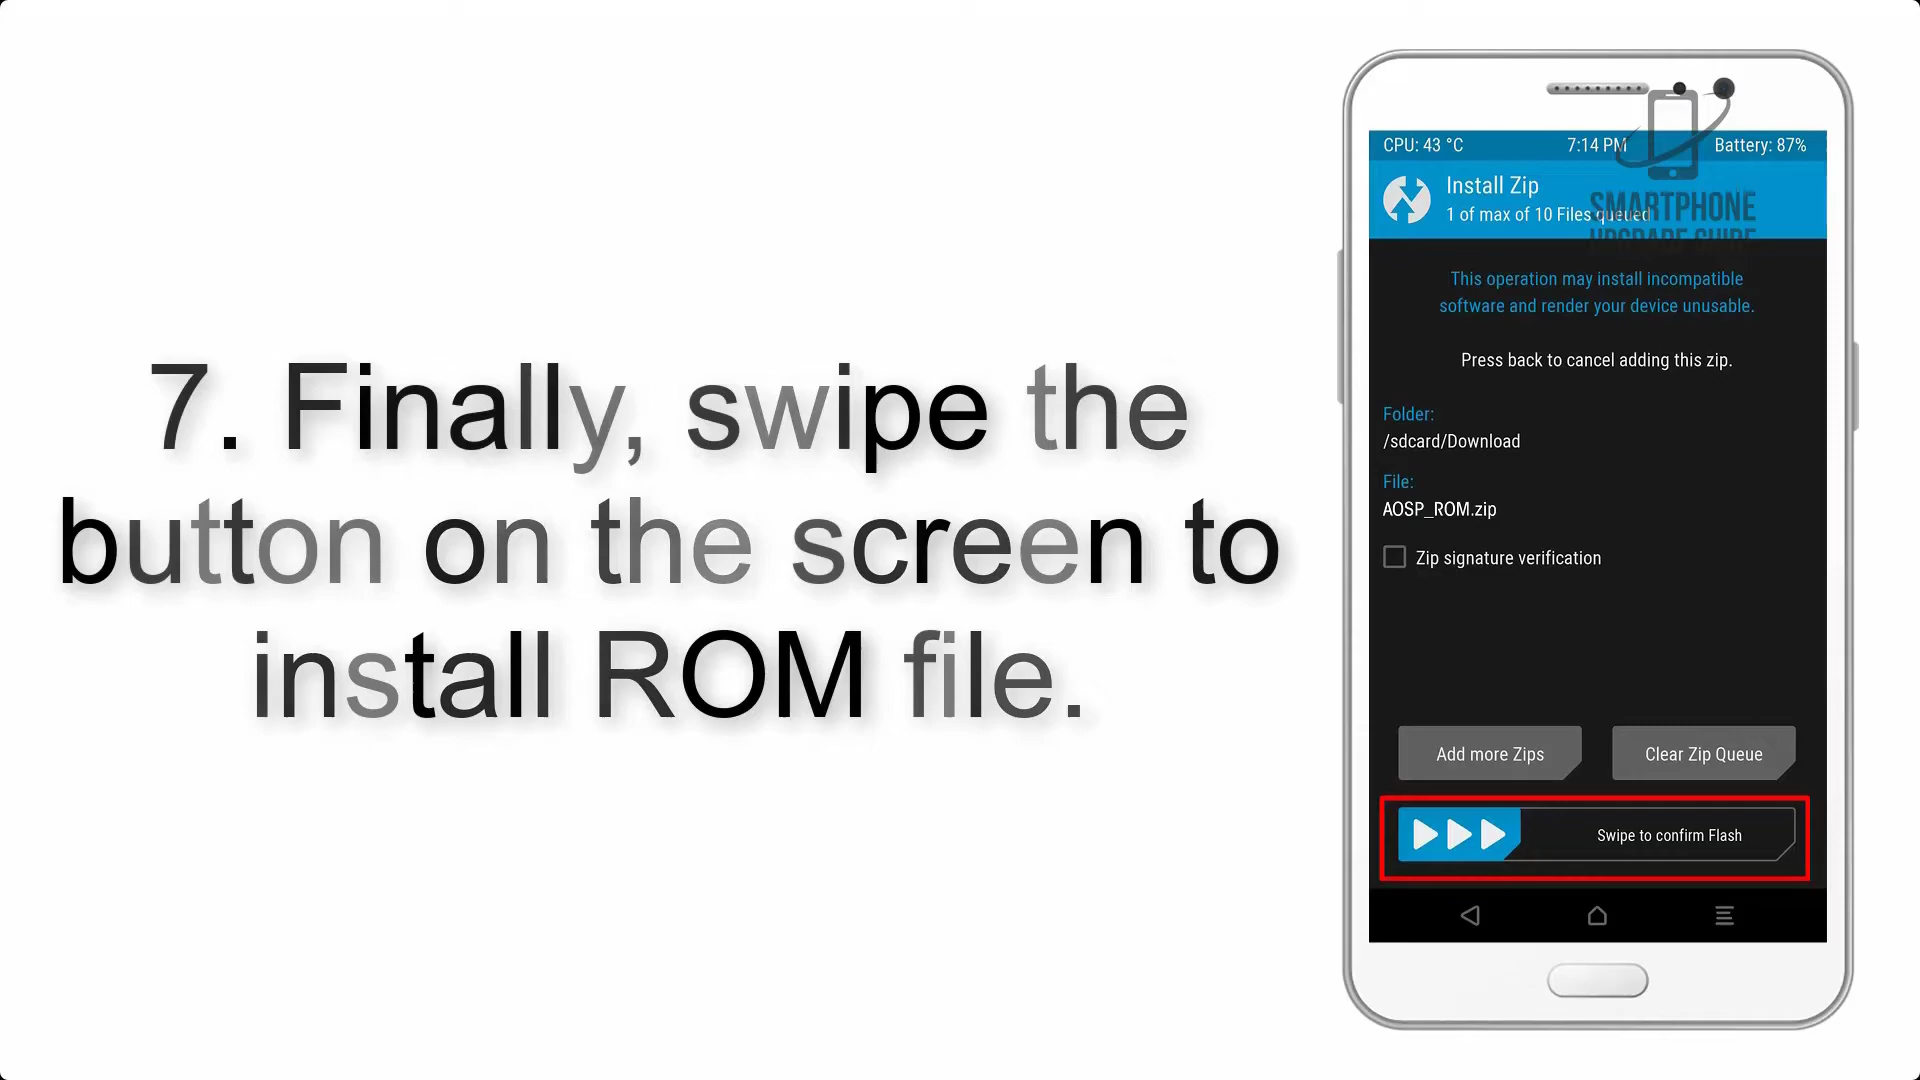 7. Finally, swipe the
button on the screen to
install ROM file.
CPU: 43 °C 7:14 PM Battery: 87%
Install Zip
1 of max of 10 Files queued
SMARTPHONE
UPGRADE GUIDE
This operation may install incompatible
software and render your device unusable.
Press back to cancel adding this zip.
Folder:
/sdcard/Download
File:
AOSP_ROM.zip
Zip signature verification
Add more Zips Clear Zip Queue
Swipe to confirm Flash